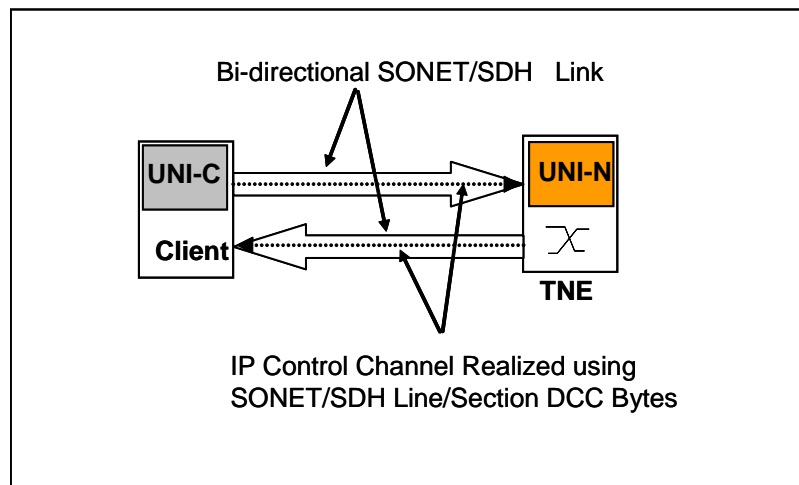 Bi-directional SONET/SDH Link
UNI-C
UNI-N
Client
TNE
IP Control Channel Realized using
SONET/SDH Line/Section DCC Bytes